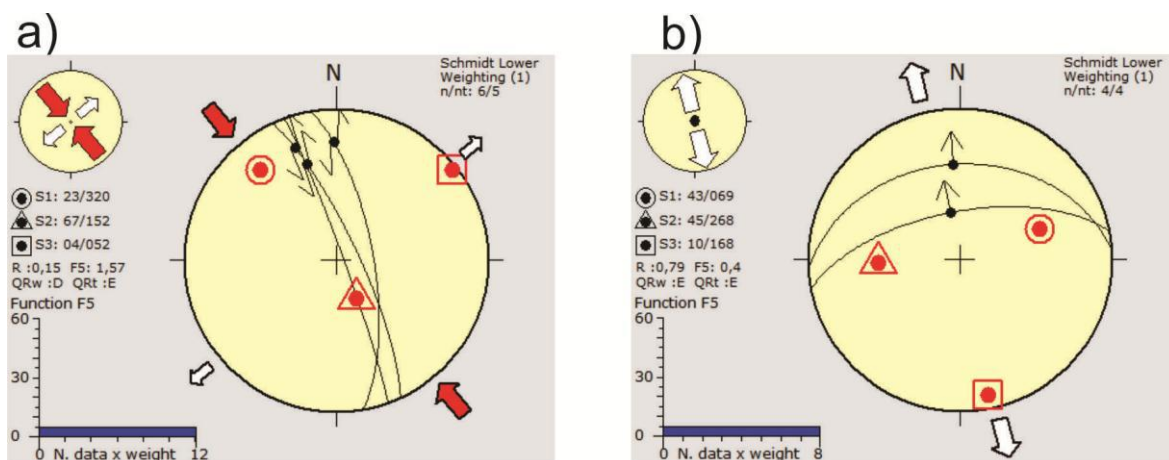 a)
N
Schmidt Lower
Weighting (1)
n/nt: 6/5
S1: 23/320
S2: 67/152
S3: 04/052
R :0,15 F5: 1,57
QRw :D QRt :E
Function F5
60
30
0
0 N. data x weight 12
b)
N
Schmidt Lower
Weighting (1)
n/nt: 4/4
S1: 43/069
S2: 45/268
S3: 10/168
R :0,79 F5: 0,4
QRw :E QRt :E
Function F5
60
30
0
0 N. data x weight 8